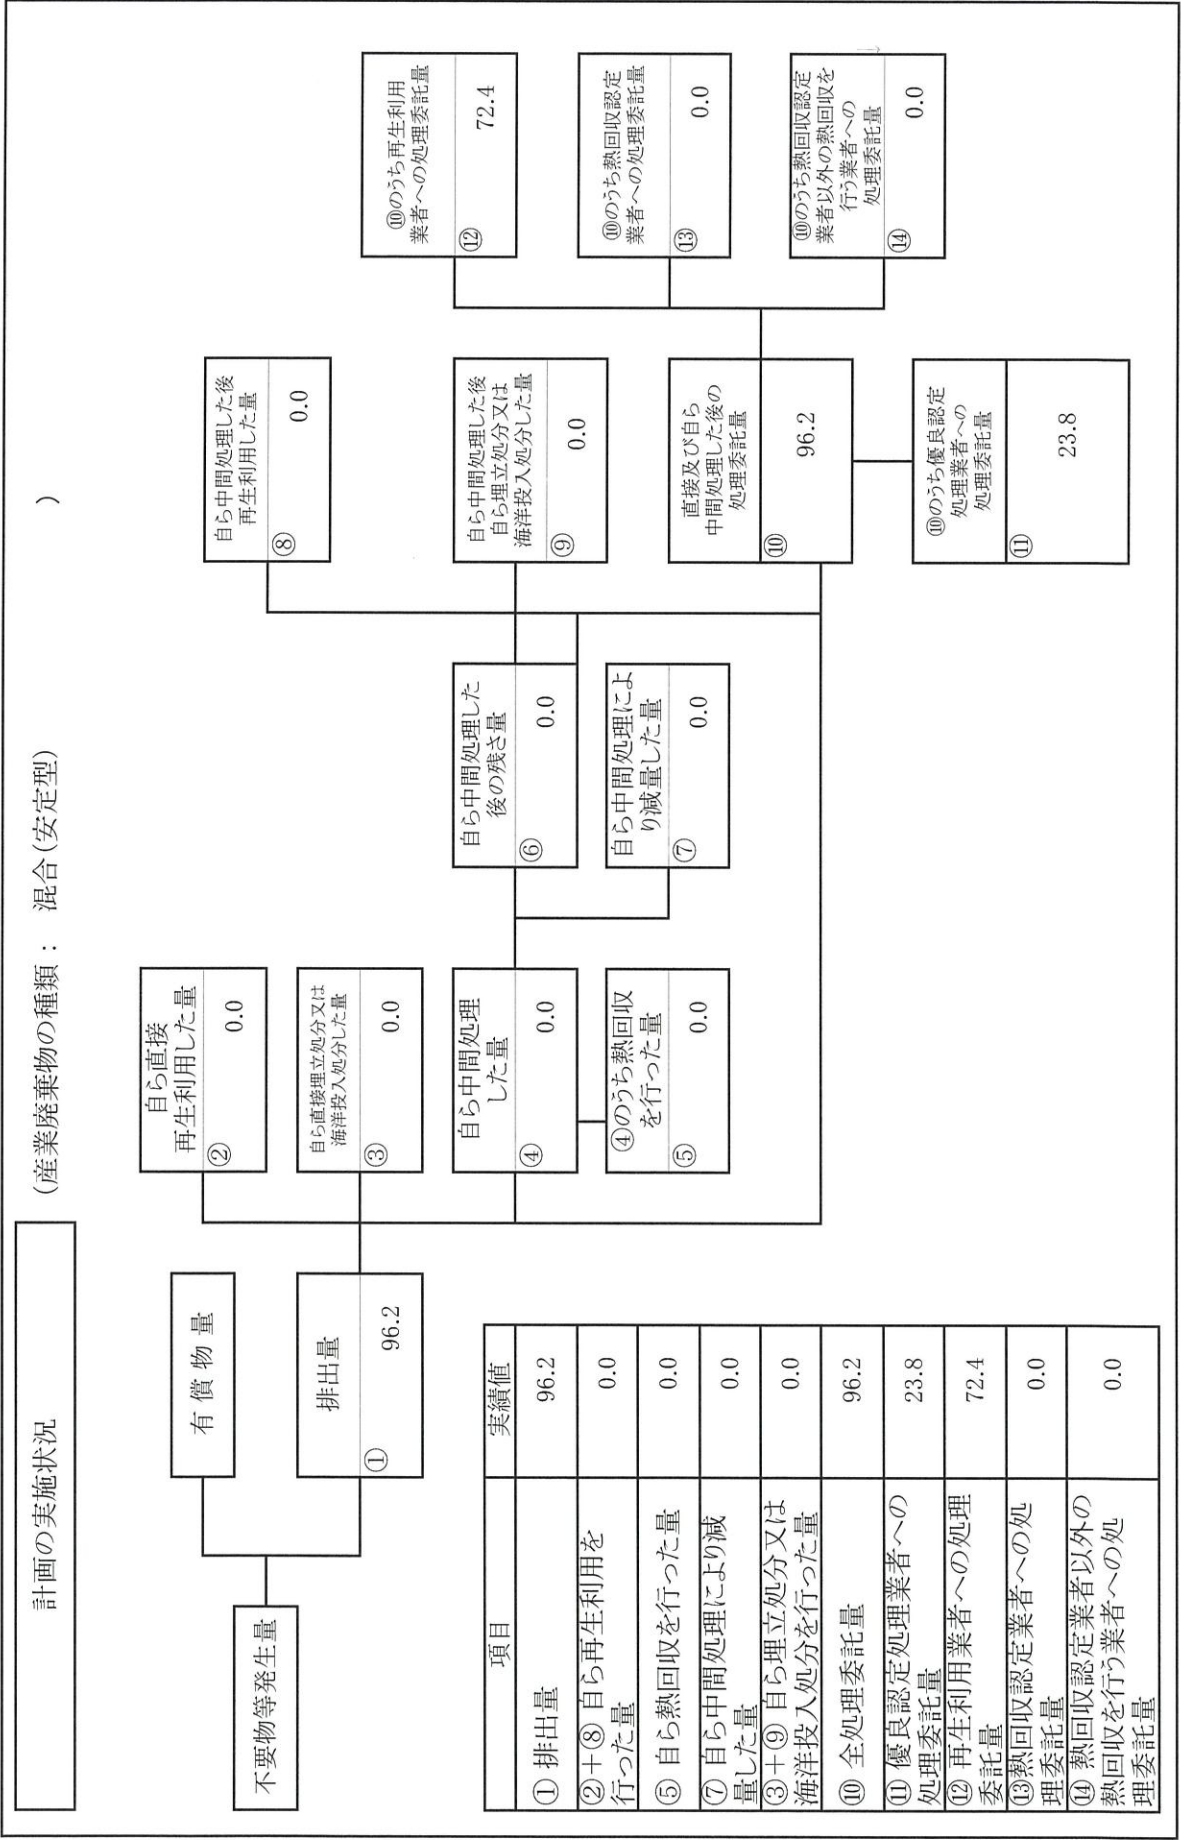 計画の実施状況
(産業廃棄物の種類： 混合(安定型) )
不要物等発生量
有償物量
排出量
① 96.2
自ら直接
再生利用した量
② 0.0
自ら直接埋立処分又は
海洋投入処分した量
③ 0.0
自ら中間処理
した量
④ 0.0
④のうち熱回収
を行った量
⑤ 0.0
自ら中間処理した
後の残さ量
⑥ 0.0
自ら中間処理によ
り減量した量
⑦ 0.0
自ら中間処理した後
再生利用した量
⑧ 0.0
自ら中間処理した後
自ら埋立処分又は
海洋投入処分した量
⑨ 0.0
直接及び自ら
中間処理した後の
処理委託量
⑩ 96.2
⑩のうち優良認定
処理業者への
処理委託量
⑪ 23.8
⑩のうち再生利用
業者への処理委託量
⑫ 72.4
⑩のうち熱回収認定
業者への処理委託量
⑬ 0.0
⑩のうち熱回収認定
業者以外の熱回収を
行う業者への
処理委託量
⑭ 0.0
項目 実績値
① 排出量 96.2
②＋⑧ 自ら再生利用を
行った量 0.0
⑤ 自ら熱回収を行った量 0.0
⑦ 自ら中間処理により減
量した量 0.0
③＋⑨ 自ら埋立処分又は
海洋投入処分を行った量 0.0
⑩ 全処理委託量 96.2
⑪ 優良認定処理業者への
処理委託量 23.8
⑫ 再生利用業者への処理
委託量 72.4
⑬熱回収認定業者への処
理委託量 0.0
⑭ 熱回収認定業者以外の
熱回収を行う業者への処
理委託量 0.0